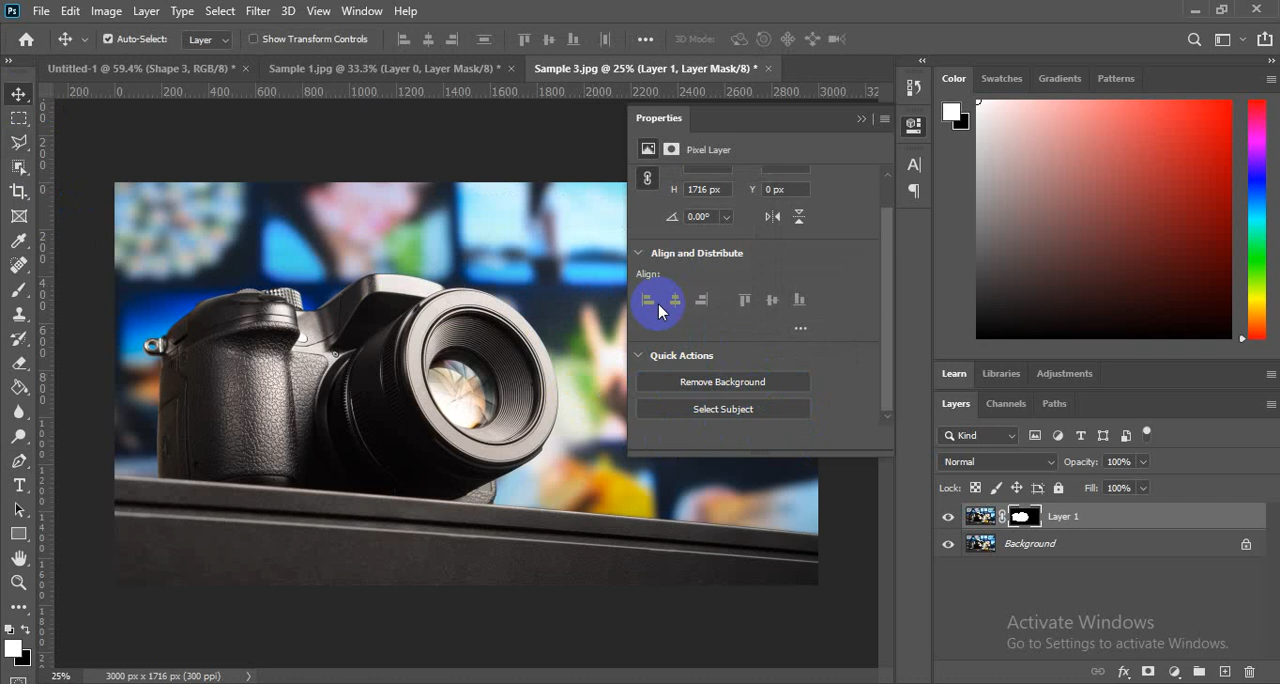 Ps File Edit Image Layer Type Select Filter 3D View Window Help
Auto-Select: Layer Show Transform Controls 3D Mode:
Untitled-1 @ 59.4% (Shape 3, RGB/8) * × Sample 1.jpg @ 33.3% (Layer 0, Layer Mask/8) * × Sample 3.jpg @ 25% (Layer 1, Layer Mask/8) * ×
200 0 200 400 600 800 1000 1200 1400 1600 1800 2000 2200 2400 2600 2800 3000 32
Properties
Pixel Layer
H 1716 px Y 0 px
0.00°
Align and Distribute
Align:
Quick Actions
Remove Background
Select Subject
Color Swatches Gradients Patterns
Learn Libraries Adjustments
Layers Channels Paths
Kind
Normal Opacity: 100%
Lock: Fill: 100%
Layer 1
Background
Activate Windows
Go to Settings to activate Windows.
25% 3000 px x 1716 px (300 ppi)